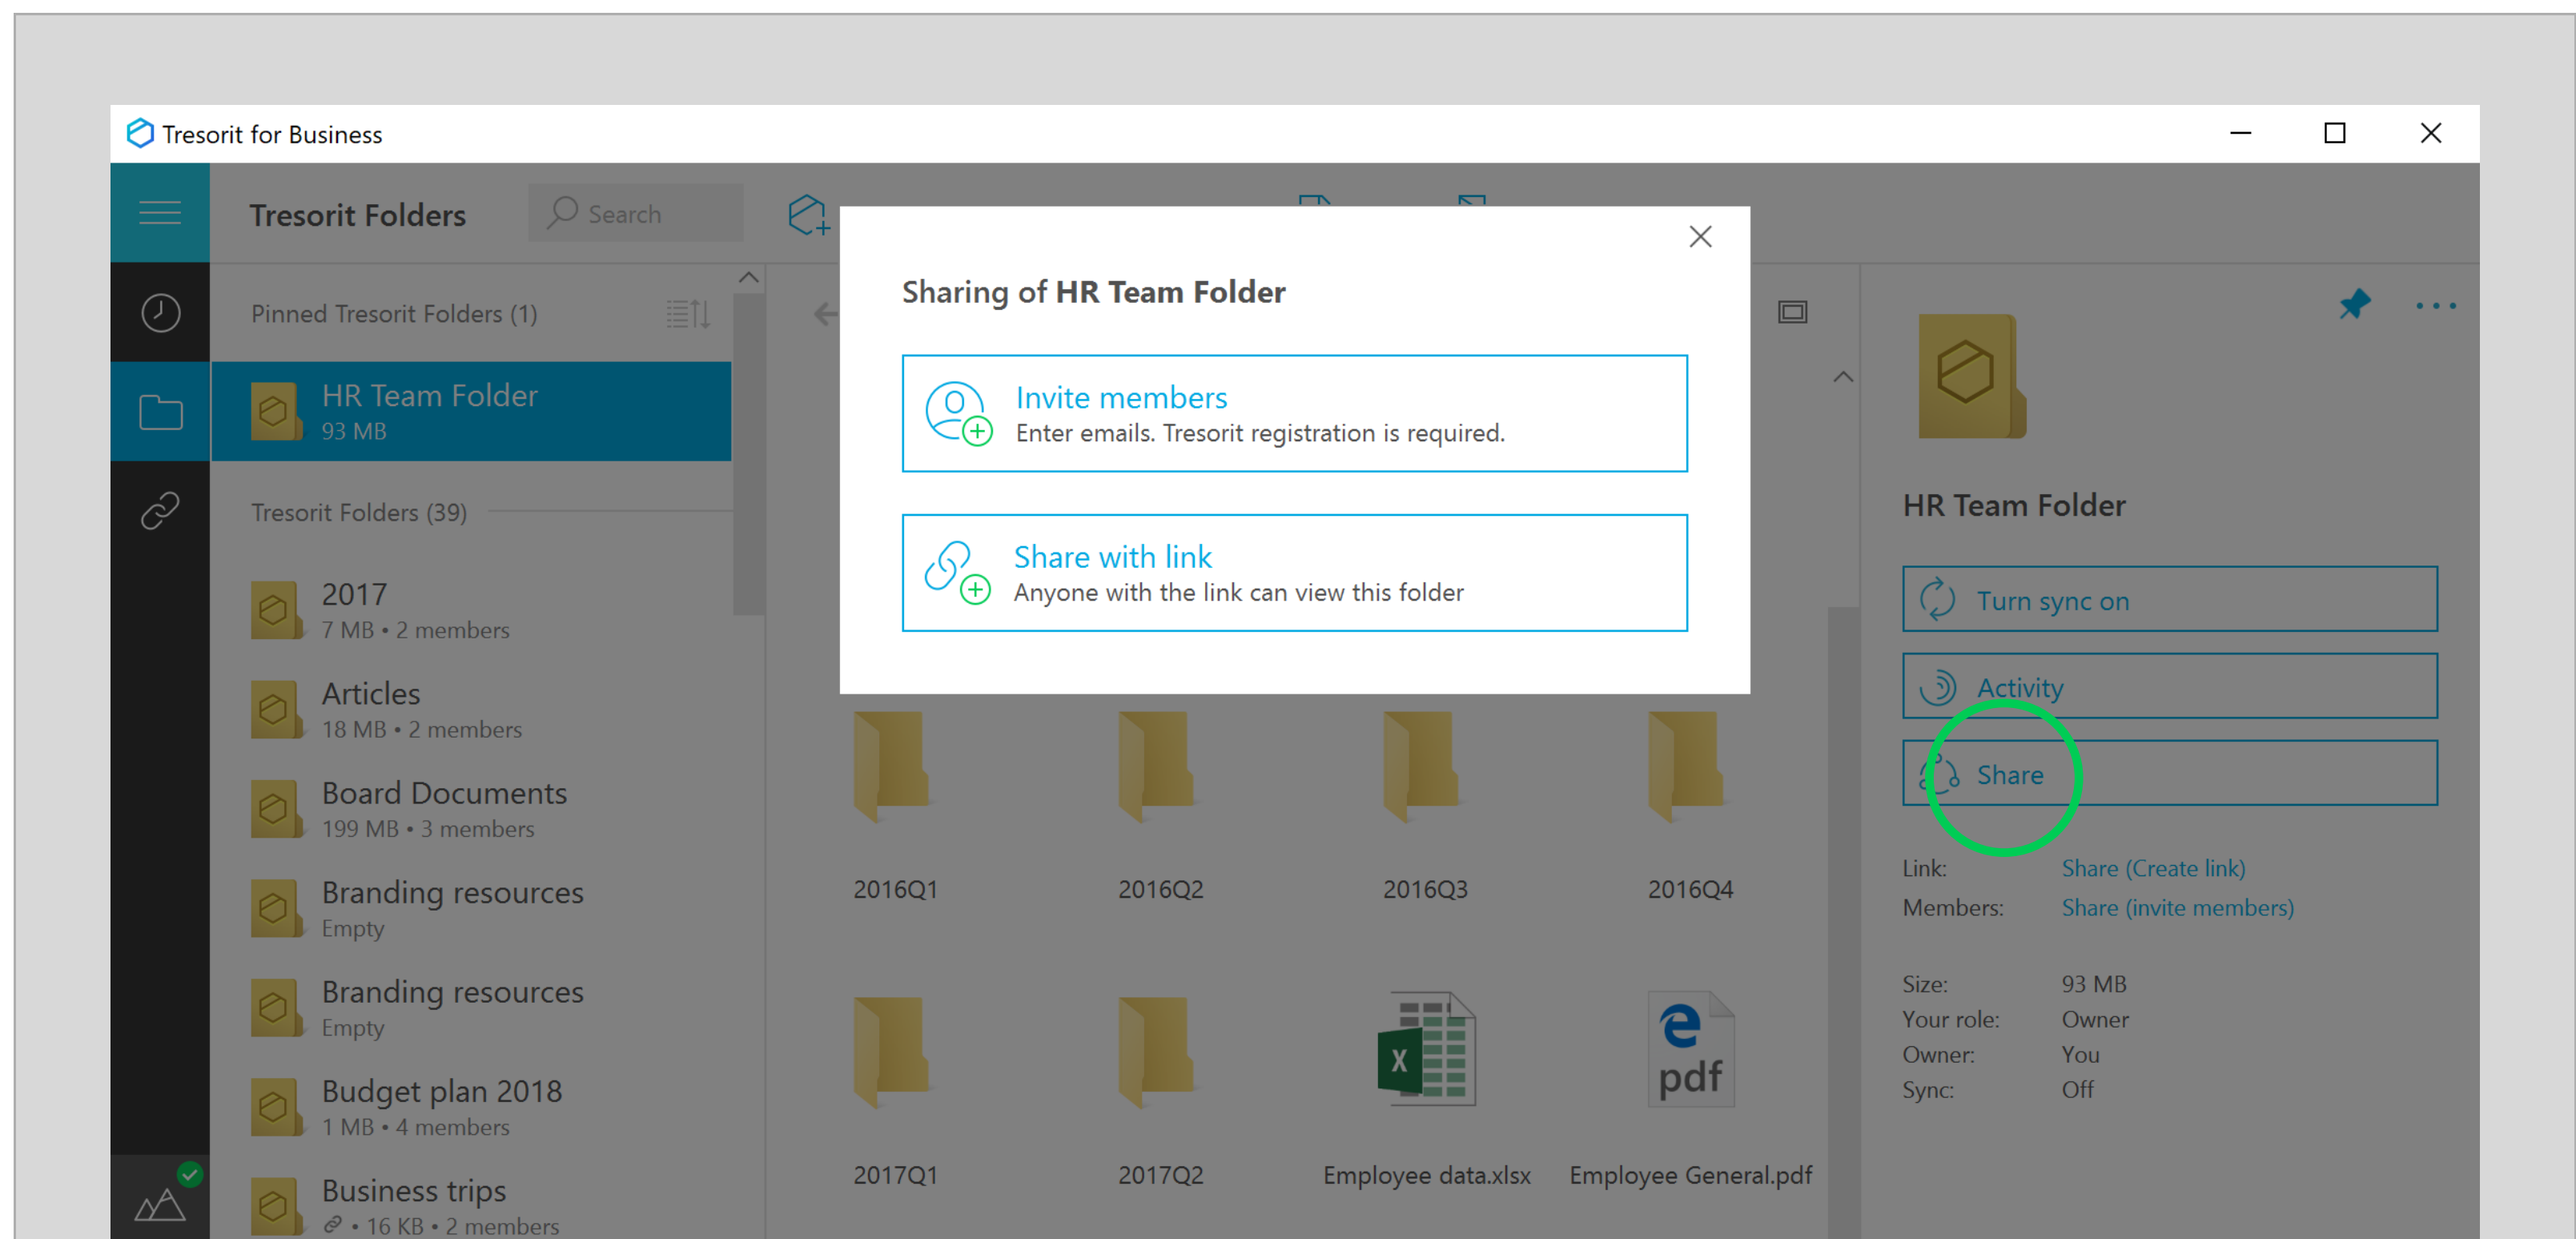 Tresorit for Business
Tresorit Folders
Search
Pinned Tresorit Folders (1)
HR Team Folder
93 MB
Tresorit Folders (39)
2017
7 MB • 2 members
Articles
18 MB • 2 members
Board Documents
199 MB • 3 members
Branding resources
Empty
Branding resources
Empty
Budget plan 2018
1 MB • 4 members
Business trips
• 16 KB • 2 members
Sharing of HR Team Folder
Invite members
Enter emails. Tresorit registration is required.
Share with link
Anyone with the link can view this folder
2016Q1
2016Q2
2016Q3
2016Q4
X
e
pdf
2017Q1
2017Q2
Employee data.xlsx
Employee General.pdf
HR Team Folder
Turn sync on
Activity
Share
Link: Share (Create link)
Members: Share (invite members)
Size: 93 MB
Your role: Owner
Owner: You
Sync: Off